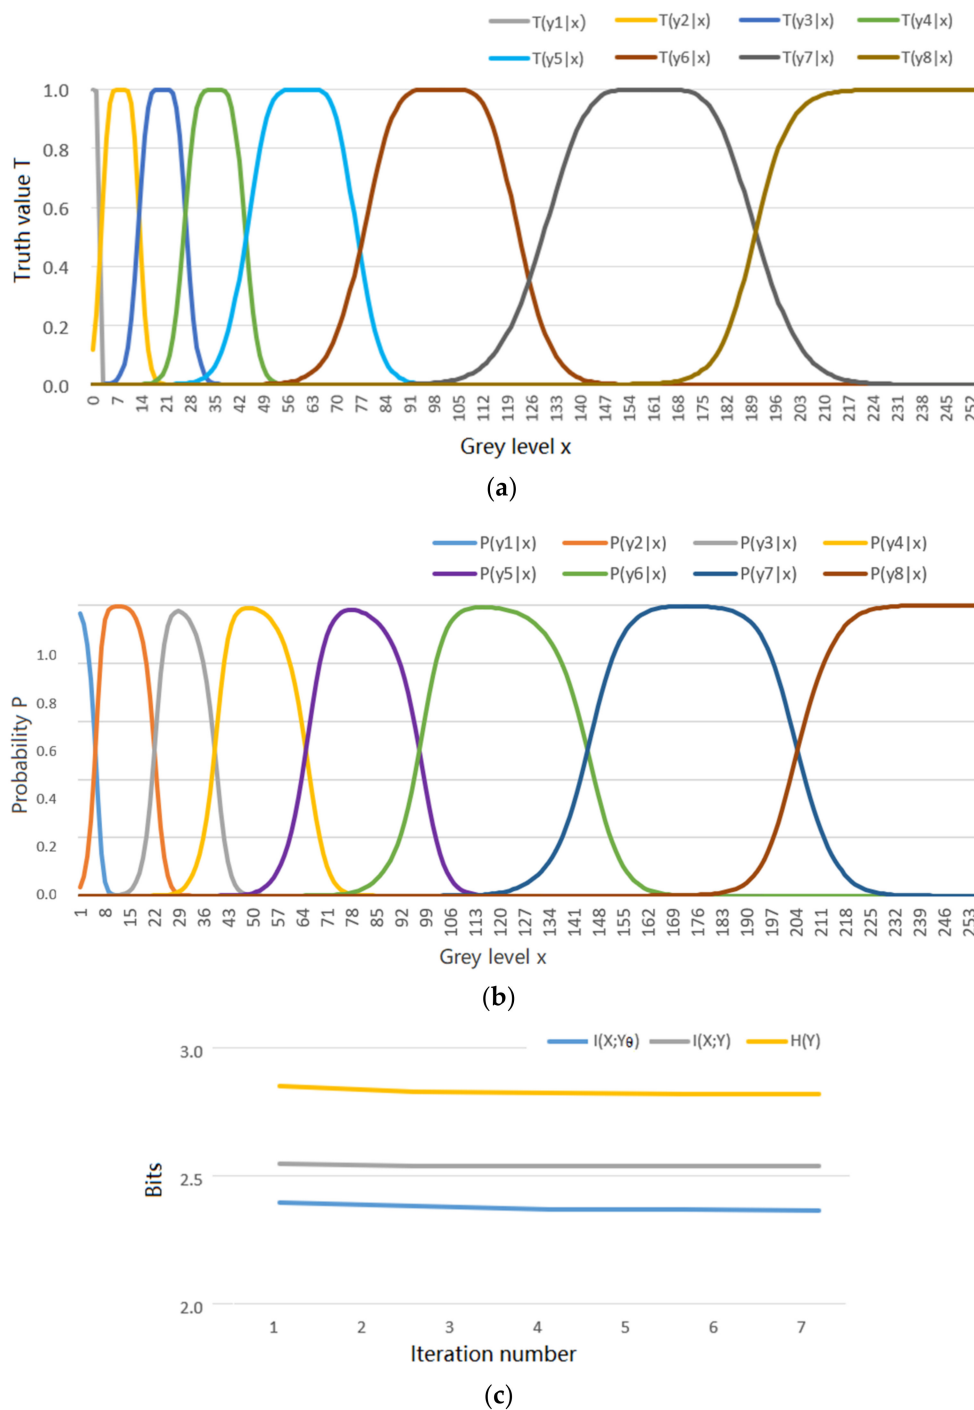 T(y1|x) T(y2|x) T(y3|x) T(y4|x)
T(y5|x) T(y6|x) T(y7|x) T(y8|x)
1.0
0.8
0.6
0.4
0.2
0.0
Truth value T
0 7 14 21 28 35 42 49 56 63 70 77 84 91 98 105 112 119 126 133 140 147 154 161 168 175 182 189 196 203 210 217 224 231 238 245 252
Grey level x
(a)
P(y1|x) P(y2|x) P(y3|x) P(y4|x)
P(y5|x) P(y6|x) P(y7|x) P(y8|x)
1.0
0.8
0.6
0.4
0.2
0.0
Probability P
1 8 15 22 29 36 43 50 57 64 71 78 85 92 99 106 113 120 127 134 141 148 155 162 169 176 183 190 197 204 211 218 225 232 239 246 253
Grey level x
(b)
I(X;Yθ) I(X;Y) H(Y)
3.0
2.5
2.0
Bits
1 2 3 4 5 6 7
Iteration number
(c)